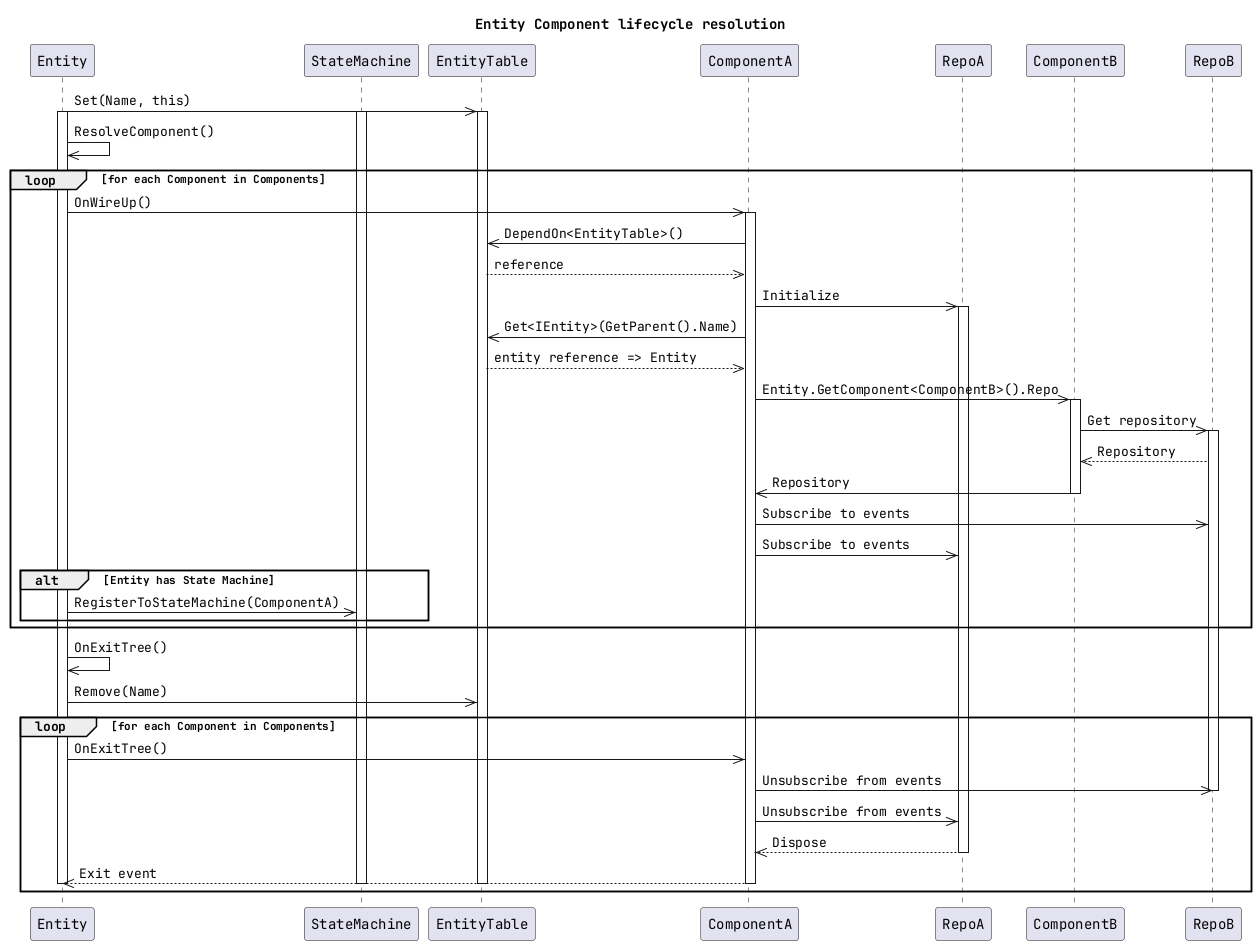 Entity Component lifecycle resolution
Entity StateMachine EntityTable ComponentA RepoA ComponentB RepoB
Set(Name, this)
ResolveComponent()
loop [for each Component in Components]
OnWireUp()
DependOn<EntityTable>()
reference
Initialize
Get<IEntity>(GetParent().Name)
entity reference => Entity
Entity.GetComponent<ComponentB>().Repo
Get repository
Repository
Repository
Subscribe to events
Subscribe to events
alt [Entity has State Machine]
RegisterToStateMachine(ComponentA)
OnExitTree()
Remove(Name)
loop [for each Component in Components]
OnExitTree()
Unsubscribe from events
Unsubscribe from events
Dispose
Exit event
Entity StateMachine EntityTable ComponentA RepoA ComponentB RepoB